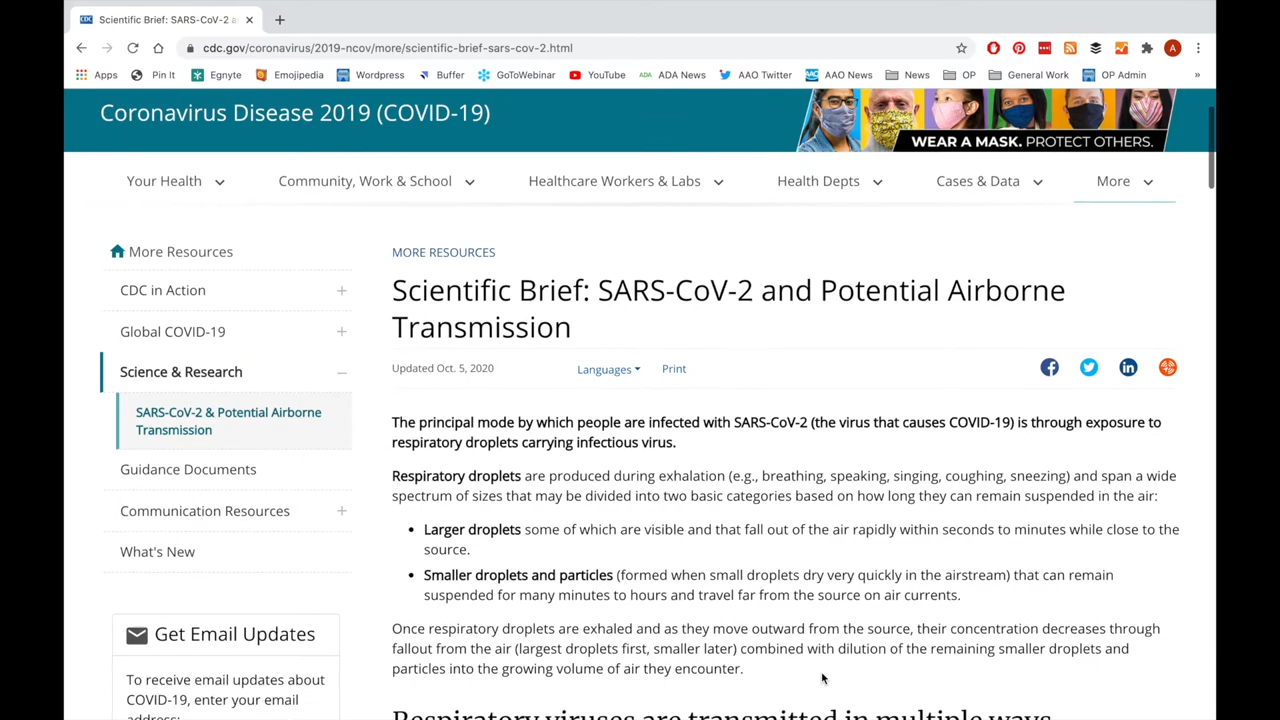 CDC Scientific Brief: SARS-CoV-2 a
cdc.gov/coronavirus/2019-ncov/more/scientific-brief-sars-cov-2.html
A
Apps Pin It Egnyte Emojipedia Wordpress Buffer GoToWebinar YouTube ADA ADA News AAO Twitter AAO News News OP General Work OP Admin »
Coronavirus Disease 2019 (COVID-19)
WEAR A MASK. PROTECT OTHERS.
Your Health Community, Work & School Healthcare Workers & Labs Health Depts Cases & Data More
More Resources
CDC in Action
Global COVID-19
Science & Research
SARS-CoV-2 & Potential Airborne
Transmission
Guidance Documents
Communication Resources
What's New
Get Email Updates
To receive email updates about
COVID-19, enter your email
address:
MORE RESOURCES
Scientific Brief: SARS-CoV-2 and Potential Airborne
Transmission
Updated Oct. 5, 2020 Languages Print
The principal mode by which people are infected with SARS-CoV-2 (the virus that causes COVID-19) is through exposure to
respiratory droplets carrying infectious virus.
Respiratory droplets are produced during exhalation (e.g., breathing, speaking, singing, coughing, sneezing) and span a wide
spectrum of sizes that may be divided into two basic categories based on how long they can remain suspended in the air:
• Larger droplets some of which are visible and that fall out of the air rapidly within seconds to minutes while close to the
source.
• Smaller droplets and particles (formed when small droplets dry very quickly in the airstream) that can remain
suspended for many minutes to hours and travel far from the source on air currents.
Once respiratory droplets are exhaled and as they move outward from the source, their concentration decreases through
fallout from the air (largest droplets first, smaller later) combined with dilution of the remaining smaller droplets and
particles into the growing volume of air they encounter.
Respiratory viruses are transmitted in multiple ways